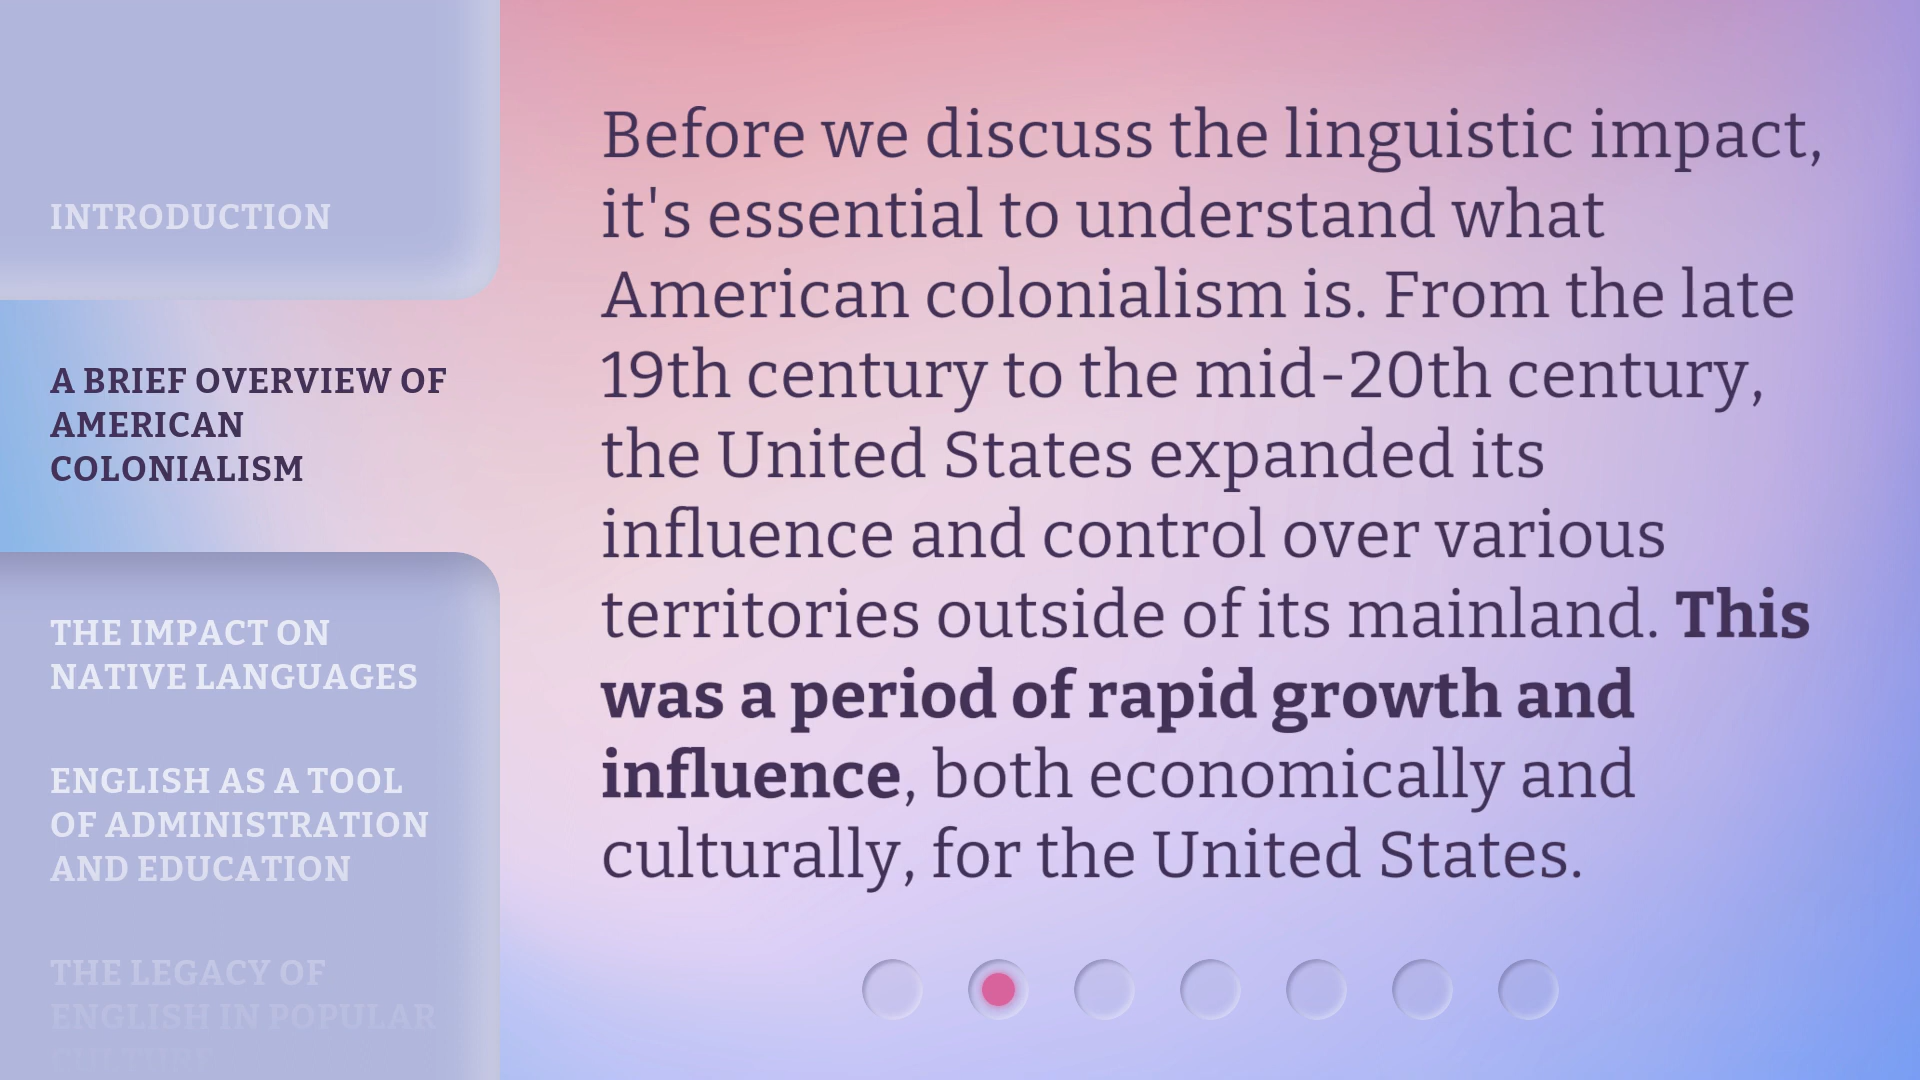 INTRODUCTION
A BRIEF OVERVIEW OF
AMERICAN
COLONIALISM
THE IMPACT ON
NATIVE LANGUAGES
ENGLISH AS A TOOL
OF ADMINISTRATION
AND EDUCATION
THE LEGACY OF
ENGLISH IN POPULAR
CULTURE
Before we discuss the linguistic impact,
it's essential to understand what
American colonialism is. From the late
19th century to the mid-20th century,
the United States expanded its
influence and control over various
territories outside of its mainland. This
was a period of rapid growth and
influence, both economically and
culturally, for the United States.